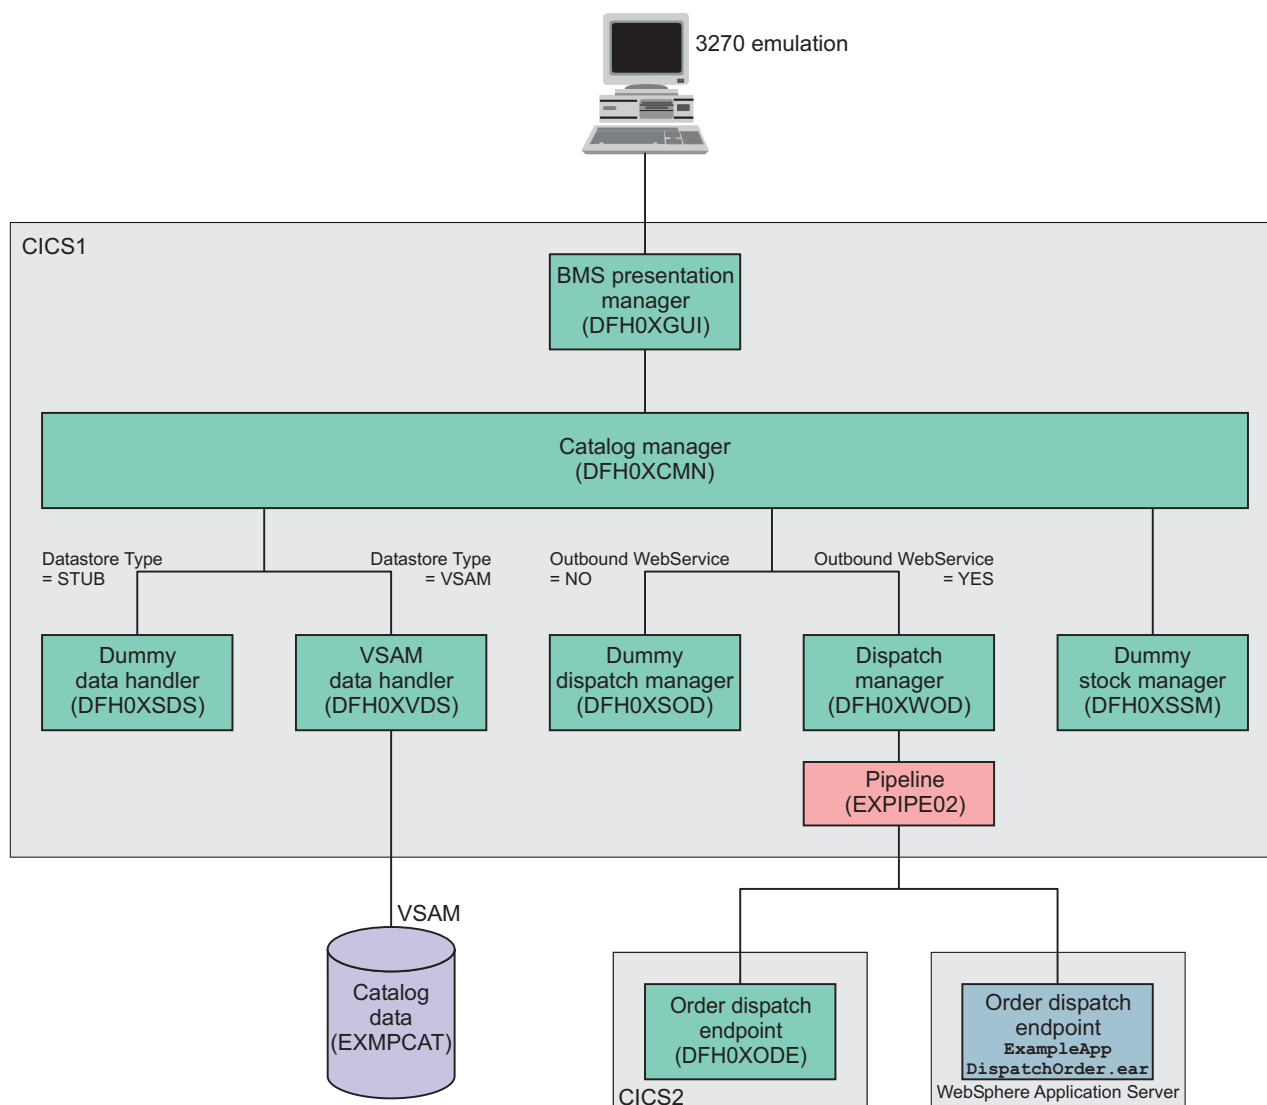 3270 emulation
CICS1
BMS presentation
manager
(DFH0XGUI)
Catalog manager
(DFH0XCMN)
Datastore Type
= STUB
Datastore Type
= VSAM
Outbound WebService
= NO
Outbound WebService
= YES
Dummy
data handler
(DFH0XSDS)
VSAM
data handler
(DFH0XVDS)
Dummy
dispatch manager
(DFH0XSOD)
Dispatch
manager
(DFH0XWOD)
Dummy
stock manager
(DFH0XSSM)
Pipeline
(EXPIPE02)
VSAM
Catalog
data
(EXMPCAT)
Order dispatch
endpoint
(DFH0XODE)
CICS2
Order dispatch
endpoint
ExampleApp
DispatchOrder.ear
WebSphere Application Server